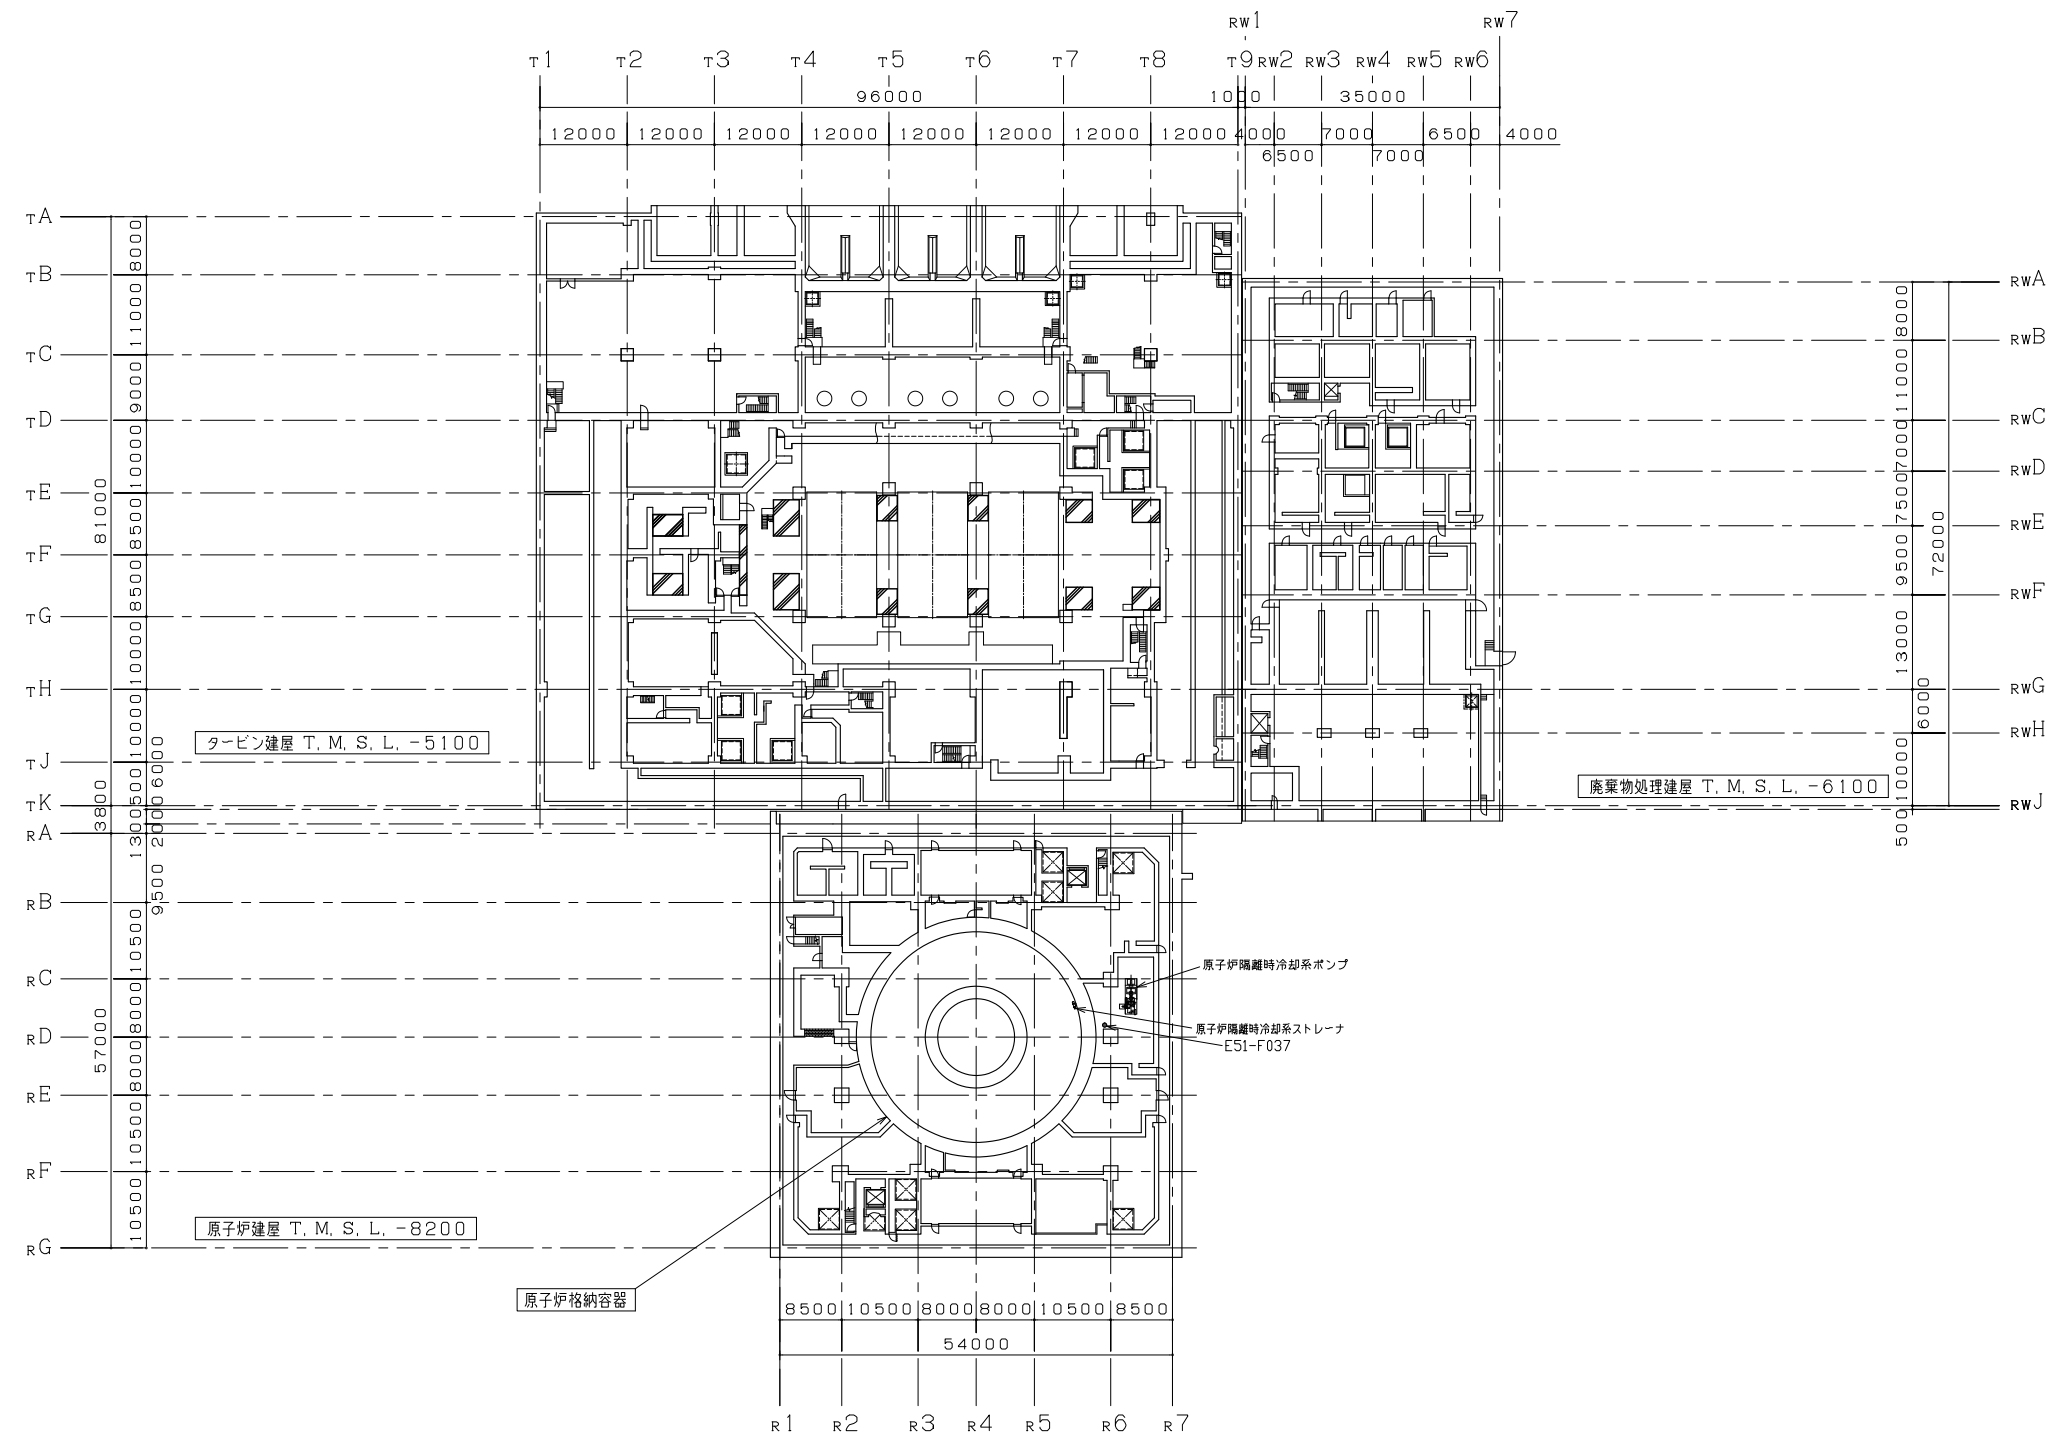 RW1 RW7
T1 T2 T3 T4 T5 T6 T7 T8 T9 RW2 RW3 RW4 RW5 RW6
96000 1000 35000
12000 12000 12000 12000 12000 12000 12000 12000 4000 7000 6500 4000
6500 7000
TA
8000
TB
11000
TC
9000
TD
10000
TE
8500
TF
8500
TG
10000
TH
10000
TJ
6000
TK
500
1300
2000
9500
81000
3800
RA
RB
10500
RC
8000
RD
8000
RE
10500
RF
10500
RG
57000
RWA
8000
RWB
11000
RWC
7000
RWD
7500
RWE
9500
RWF
13000
RWG
6000
RWH
10000
RWJ
500
72000
タービン建屋 T.M.S.L.-5100
廃棄物処理建屋 T.M.S.L.-6100
原子炉隔離時冷却系ポンプ
原子炉隔離時冷却系ストレーナ
E51-F037
原子炉建屋 T.M.S.L.-8200
原子炉格納容器
8500 10500 8000 8000 10500 8500
54000
R1 R2 R3 R4 R5 R6 R7